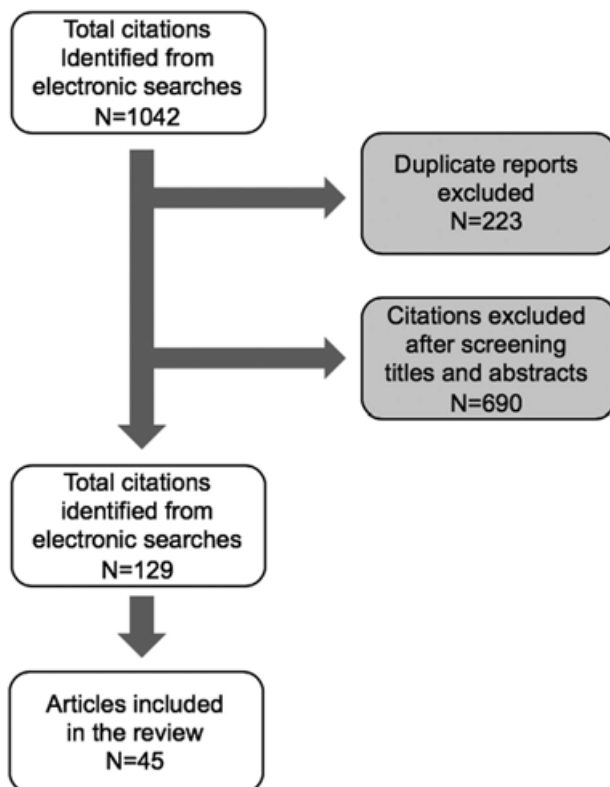 Total citations
Identified from
electronic searches
N=1042
Duplicate reports
excluded
N=223
Citations excluded
after screening
titles and abstracts
N=690
Total citations
identified from
electronic searches
N=129
Articles included
in the review
N=45